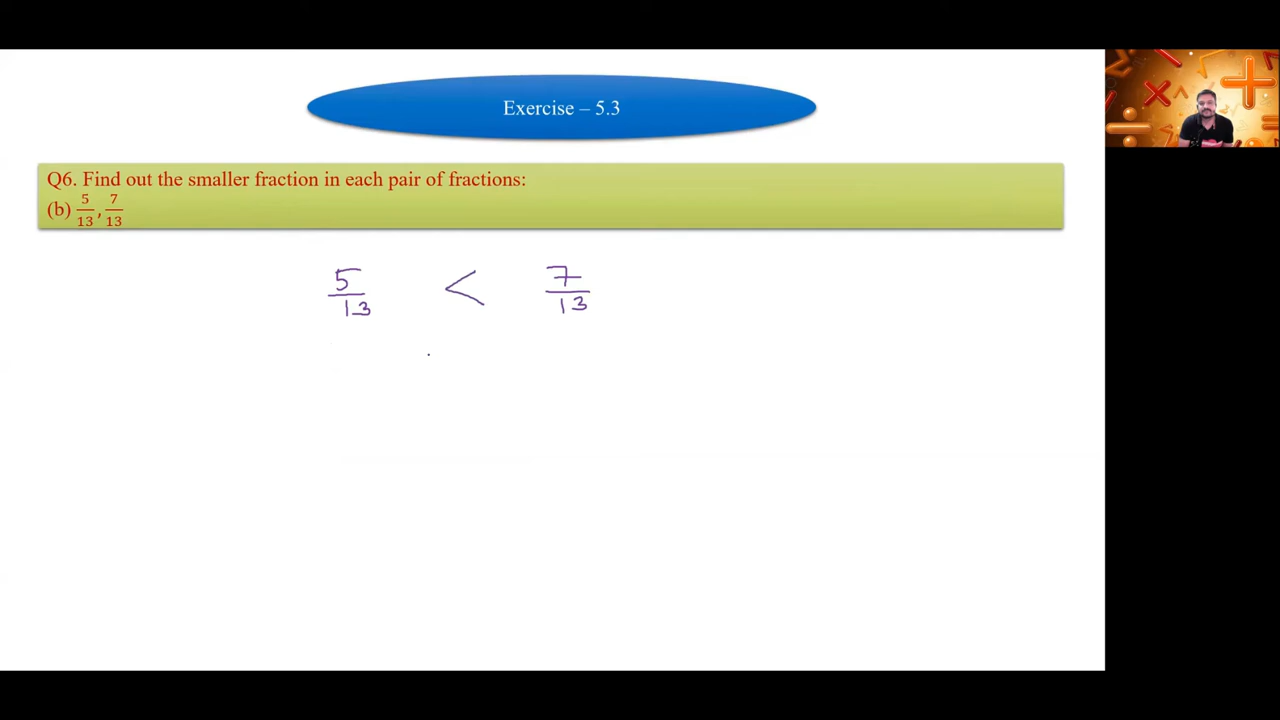 Exercise – 5.3
Q6. Find out the smaller fraction in each pair of fractions:
(b) 5/13, 7/13
5/13 < 7/13